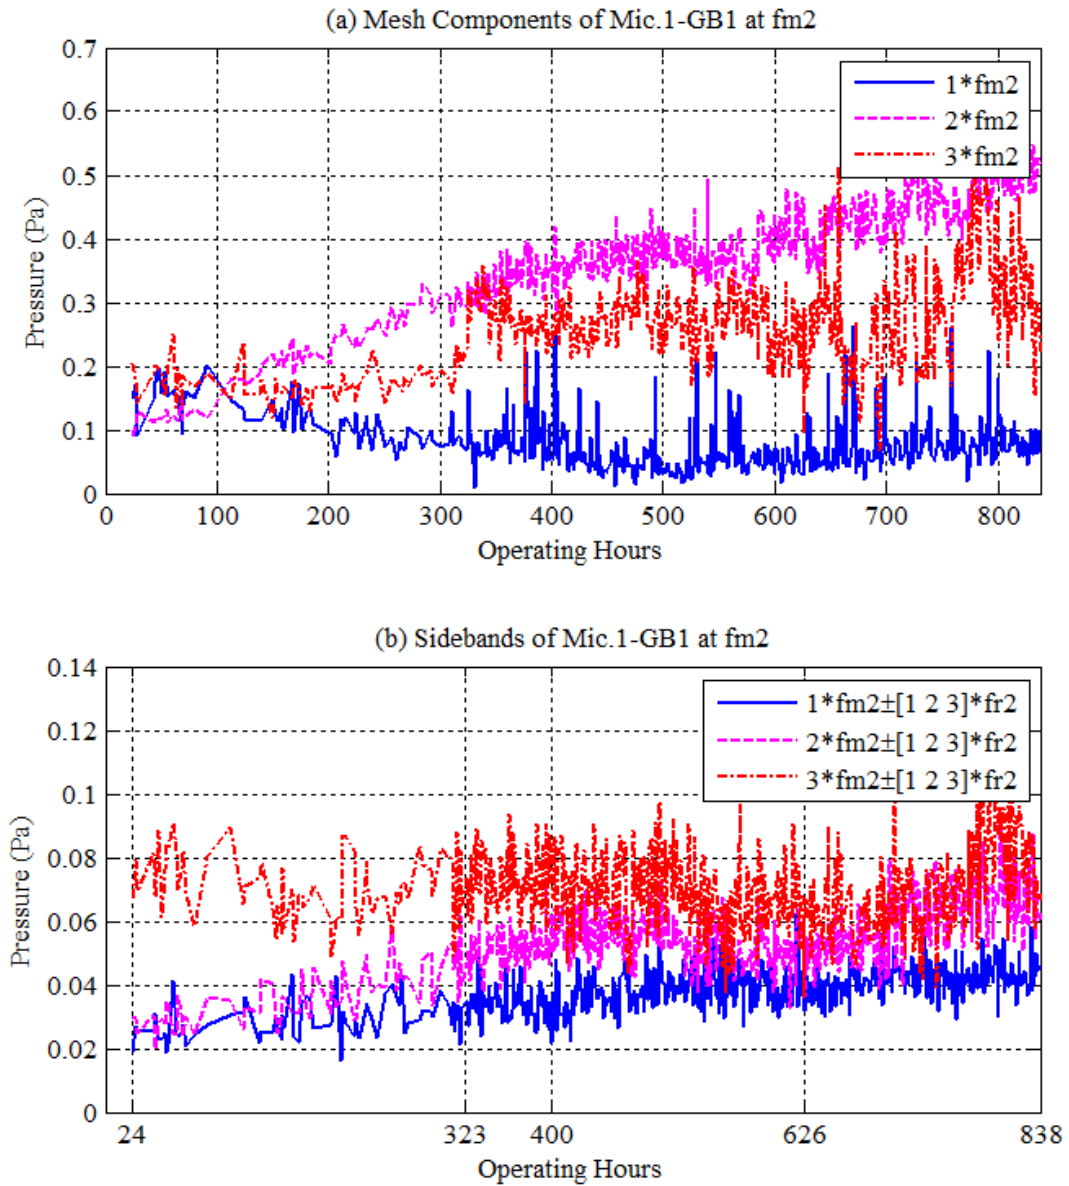 (a) Mesh Components of Mic.1-GB1 at fm2
0.7
0.6
0.5
0.4
0.3
0.2
0.1
0
Pressure (Pa)
1*fm2
2*fm2
3*fm2
0 100 200 300 400 500 600 700 800
Operating Hours
(b) Sidebands of Mic.1-GB1 at fm2
0.14
0.12
0.1
0.08
0.06
0.04
0.02
0
Pressure (Pa)
1*fm2±[1 2 3]*fr2
2*fm2±[1 2 3]*fr2
3*fm2±[1 2 3]*fr2
24 323 400 626 838
Operating Hours